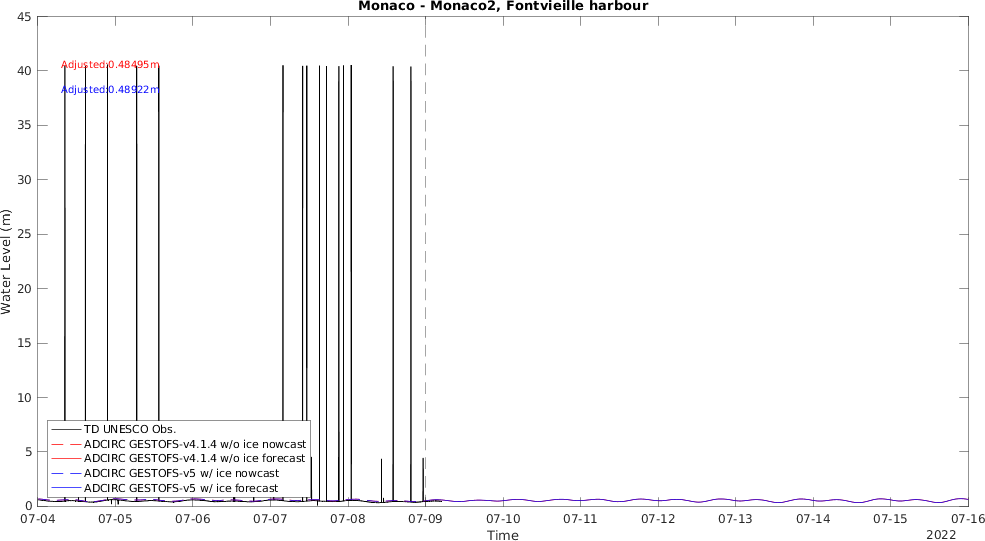 Monaco - Monaco2, Fontvieille harbour
45
40
35
30
25
20
15
10
5
0
Water Level (m)
Adjusted:0.48495m
Adjusted:0.48922m
TD UNESCO Obs.
ADCIRC GESTOFS-v4.1.4 w/o ice nowcast
ADCIRC GESTOFS-v4.1.4 w/o ice forecast
ADCIRC GESTOFS-v5 w/ ice nowcast
ADCIRC GESTOFS-v5 w/ ice forecast
07-04 07-05 07-06 07-07 07-08 07-09 07-10 07-11 07-12 07-13 07-14 07-15 07-16
Time
2022